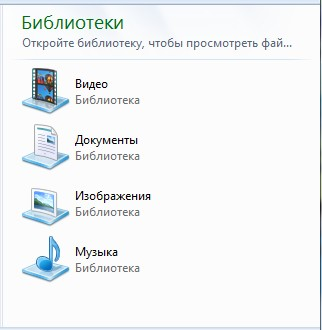 Библиотеки
Откройте библиотеку, чтобы просмотреть фай...
Видео
Библиотека
Документы
Библиотека
Изображения
Библиотека
Музыка
Библиотека